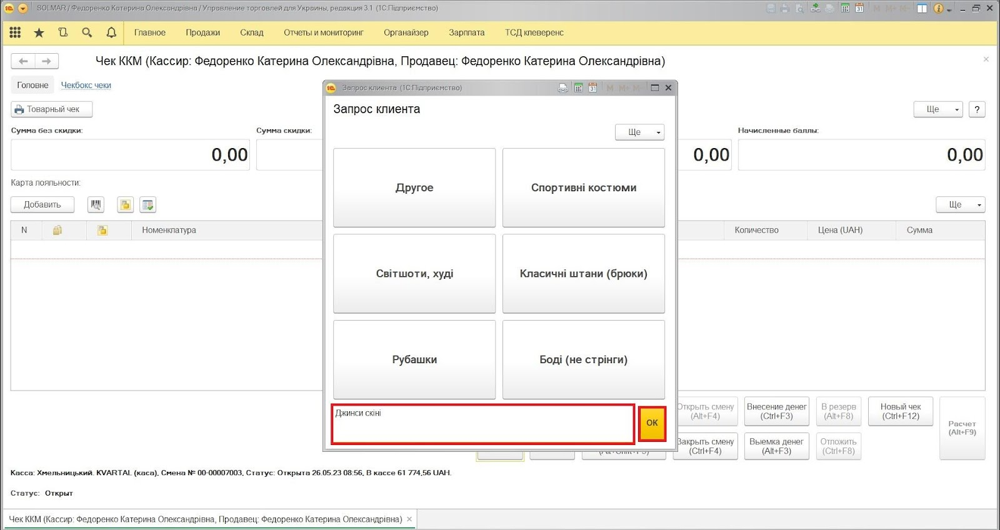 SOLMAR / Федоренко Катерина Олександрівна / Управление торговлей для Украины, редакция 3.1 (1С:Підприємство)
M M+ M-
Главное Продажи Склад Отчеты и мониторинг Органайзер Зарплата ТСД клеверенс
Чек ККМ (Кассир: Федоренко Катерина Олександрівна, Продавец: Федоренко Катерина Олександрівна)
Головне Чекбокс чеки
Запрос клиента (1С:Підприємство)
M M+ M-
Запрос клиента
Товарный чек
Ще
?
Сумма без скидки:
Сумма скидки:
Начисленные баллы:
Ще
0,00
0,00
0,00
Карта лояльности:
Добавить
Ще
N Номенклатура Количество Цена (UAH) Сумма
Другое
Спортивні костюми
Світшоти, худі
Класичні штани (брюки)
Рубашки
Боді (не стрінги)
Джинси скіні
ОК
Открыть смену
(Alt+F4)
Внесение денег
(Ctrl+F3)
В резерв
(Alt+F8)
Новый чек
(Ctrl+F12)
Расчет
(Alt+F9)
Закрыть смену
(Ctrl+F4)
Выемка денег
(Alt+F3)
Отложить
(Ctrl+F8)
Касса: Хмельницький. KVARTAL (каса), Смена № 00-00007003, Статус: Открыта 26.05.23 08:56, В кассе 61 774,56 UAH.
Статус: Открыт
Чек ККМ (Кассир: Федоренко Катерина Олександрівна, Продавец: Федоренко Катерина Олександрівна)